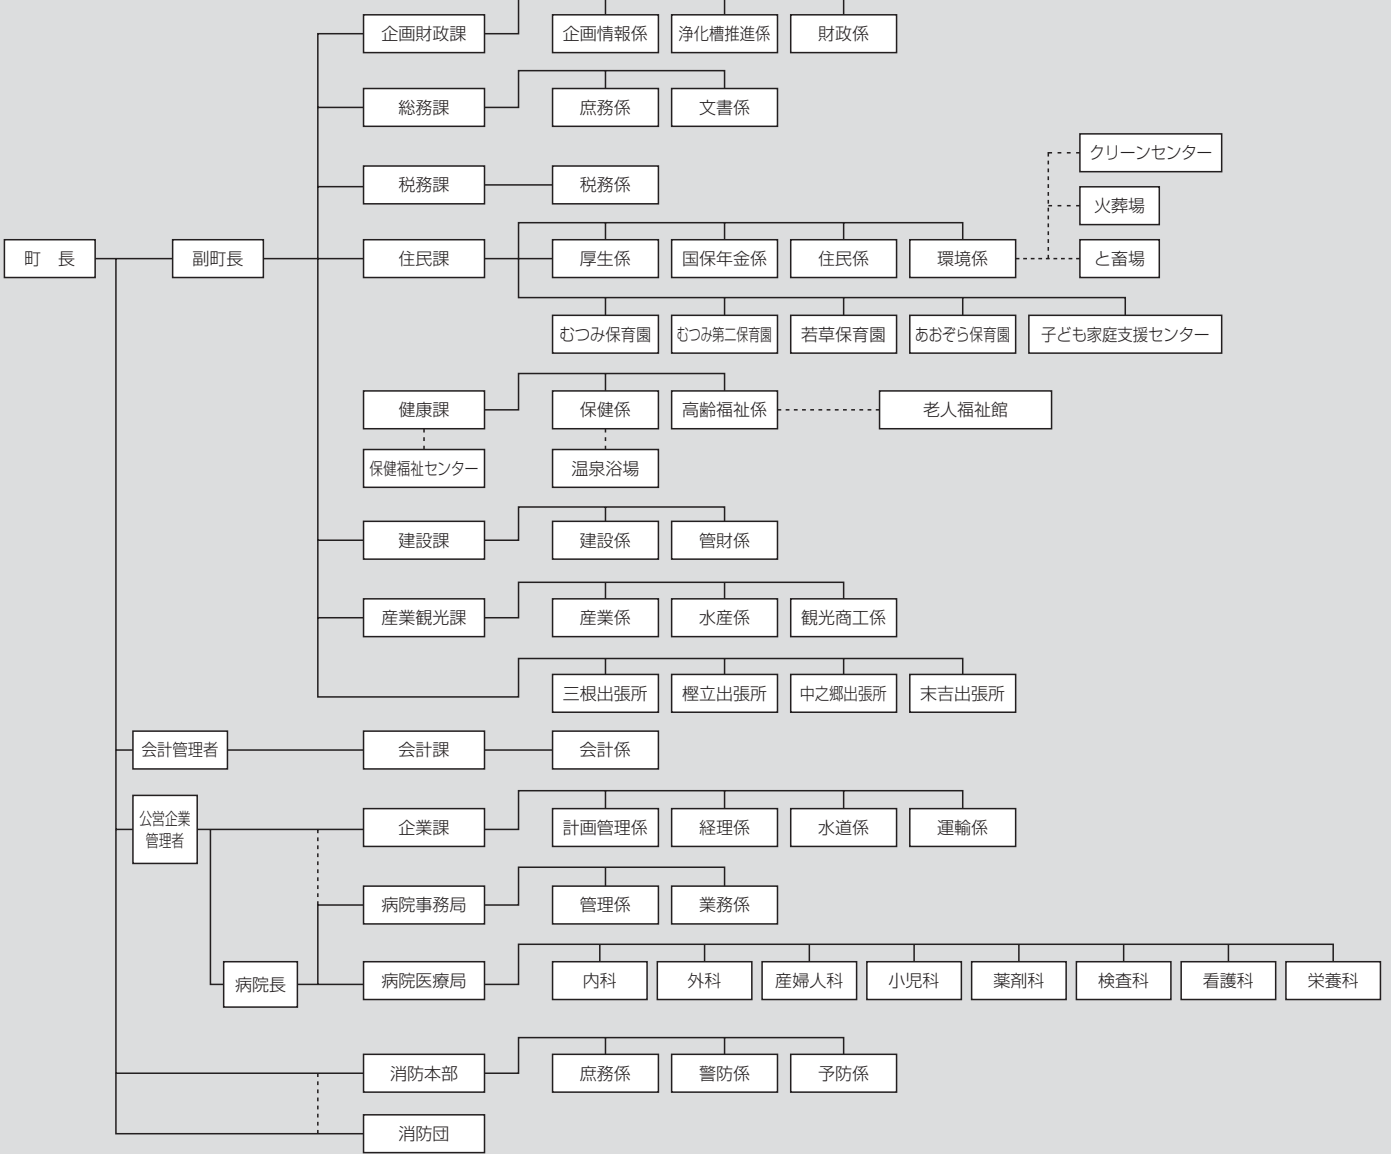 企画財政課
企画情報係
浄化槽推進係
財政係
総務課
庶務係
文書係
税務課
税務係
町　長
副町長
住民課
厚生係
国保年金係
住民係
環境係
クリーンセンター
火葬場
と畜場
むつみ保育園
むつみ第二保育園
若草保育園
あおぞら保育園
子ども家庭支援センター
健康課
保健係
高齢福祉係
老人福祉館
保健福祉センター
温泉浴場
建設課
建設係
管財係
産業観光課
産業係
水産係
観光商工係
三根出張所
樫立出張所
中之郷出張所
末吉出張所
会計管理者
会計課
会計係
公営企業
管理者
企業課
計画管理係
経理係
水道係
運輸係
病院事務局
管理係
業務係
病院長
病院医療局
内科
外科
産婦人科
小児科
薬剤科
検査科
看護科
栄養科
消防本部
庶務係
警防係
予防係
消防団